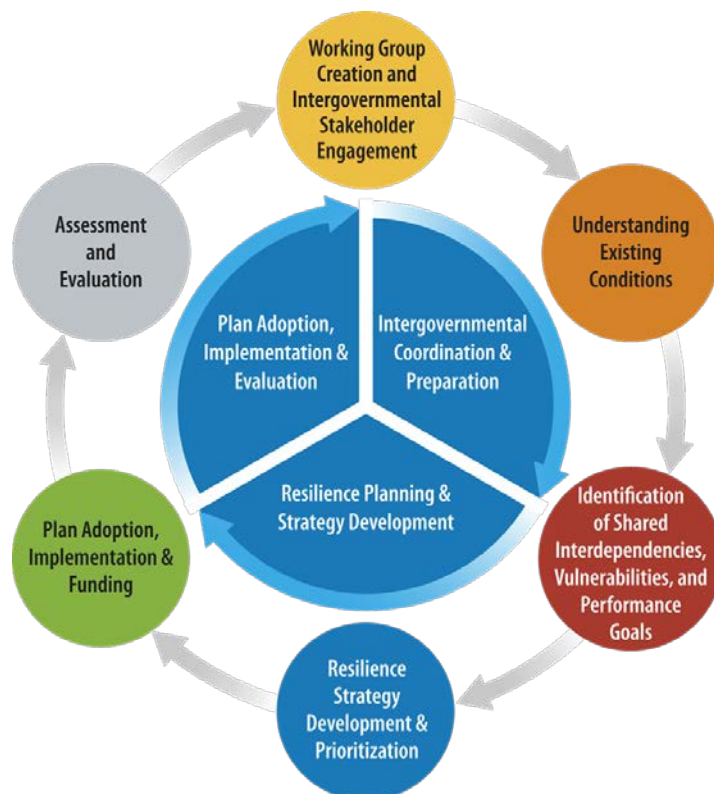 Working Group
Creation and
Intergovernmental
Stakeholder
Engagement
Understanding
Existing
Conditions
Identification
of Shared
Interdependencies,
Vulnerabilities, and
Performance
Goals
Resilience
Strategy
Development &
Prioritization
Plan Adoption,
Implementation &
Funding
Assessment
and
Evaluation
Plan Adoption,
Implementation &
Evaluation
Intergovernmental
Coordination &
Preparation
Resilience Planning &
Strategy Development